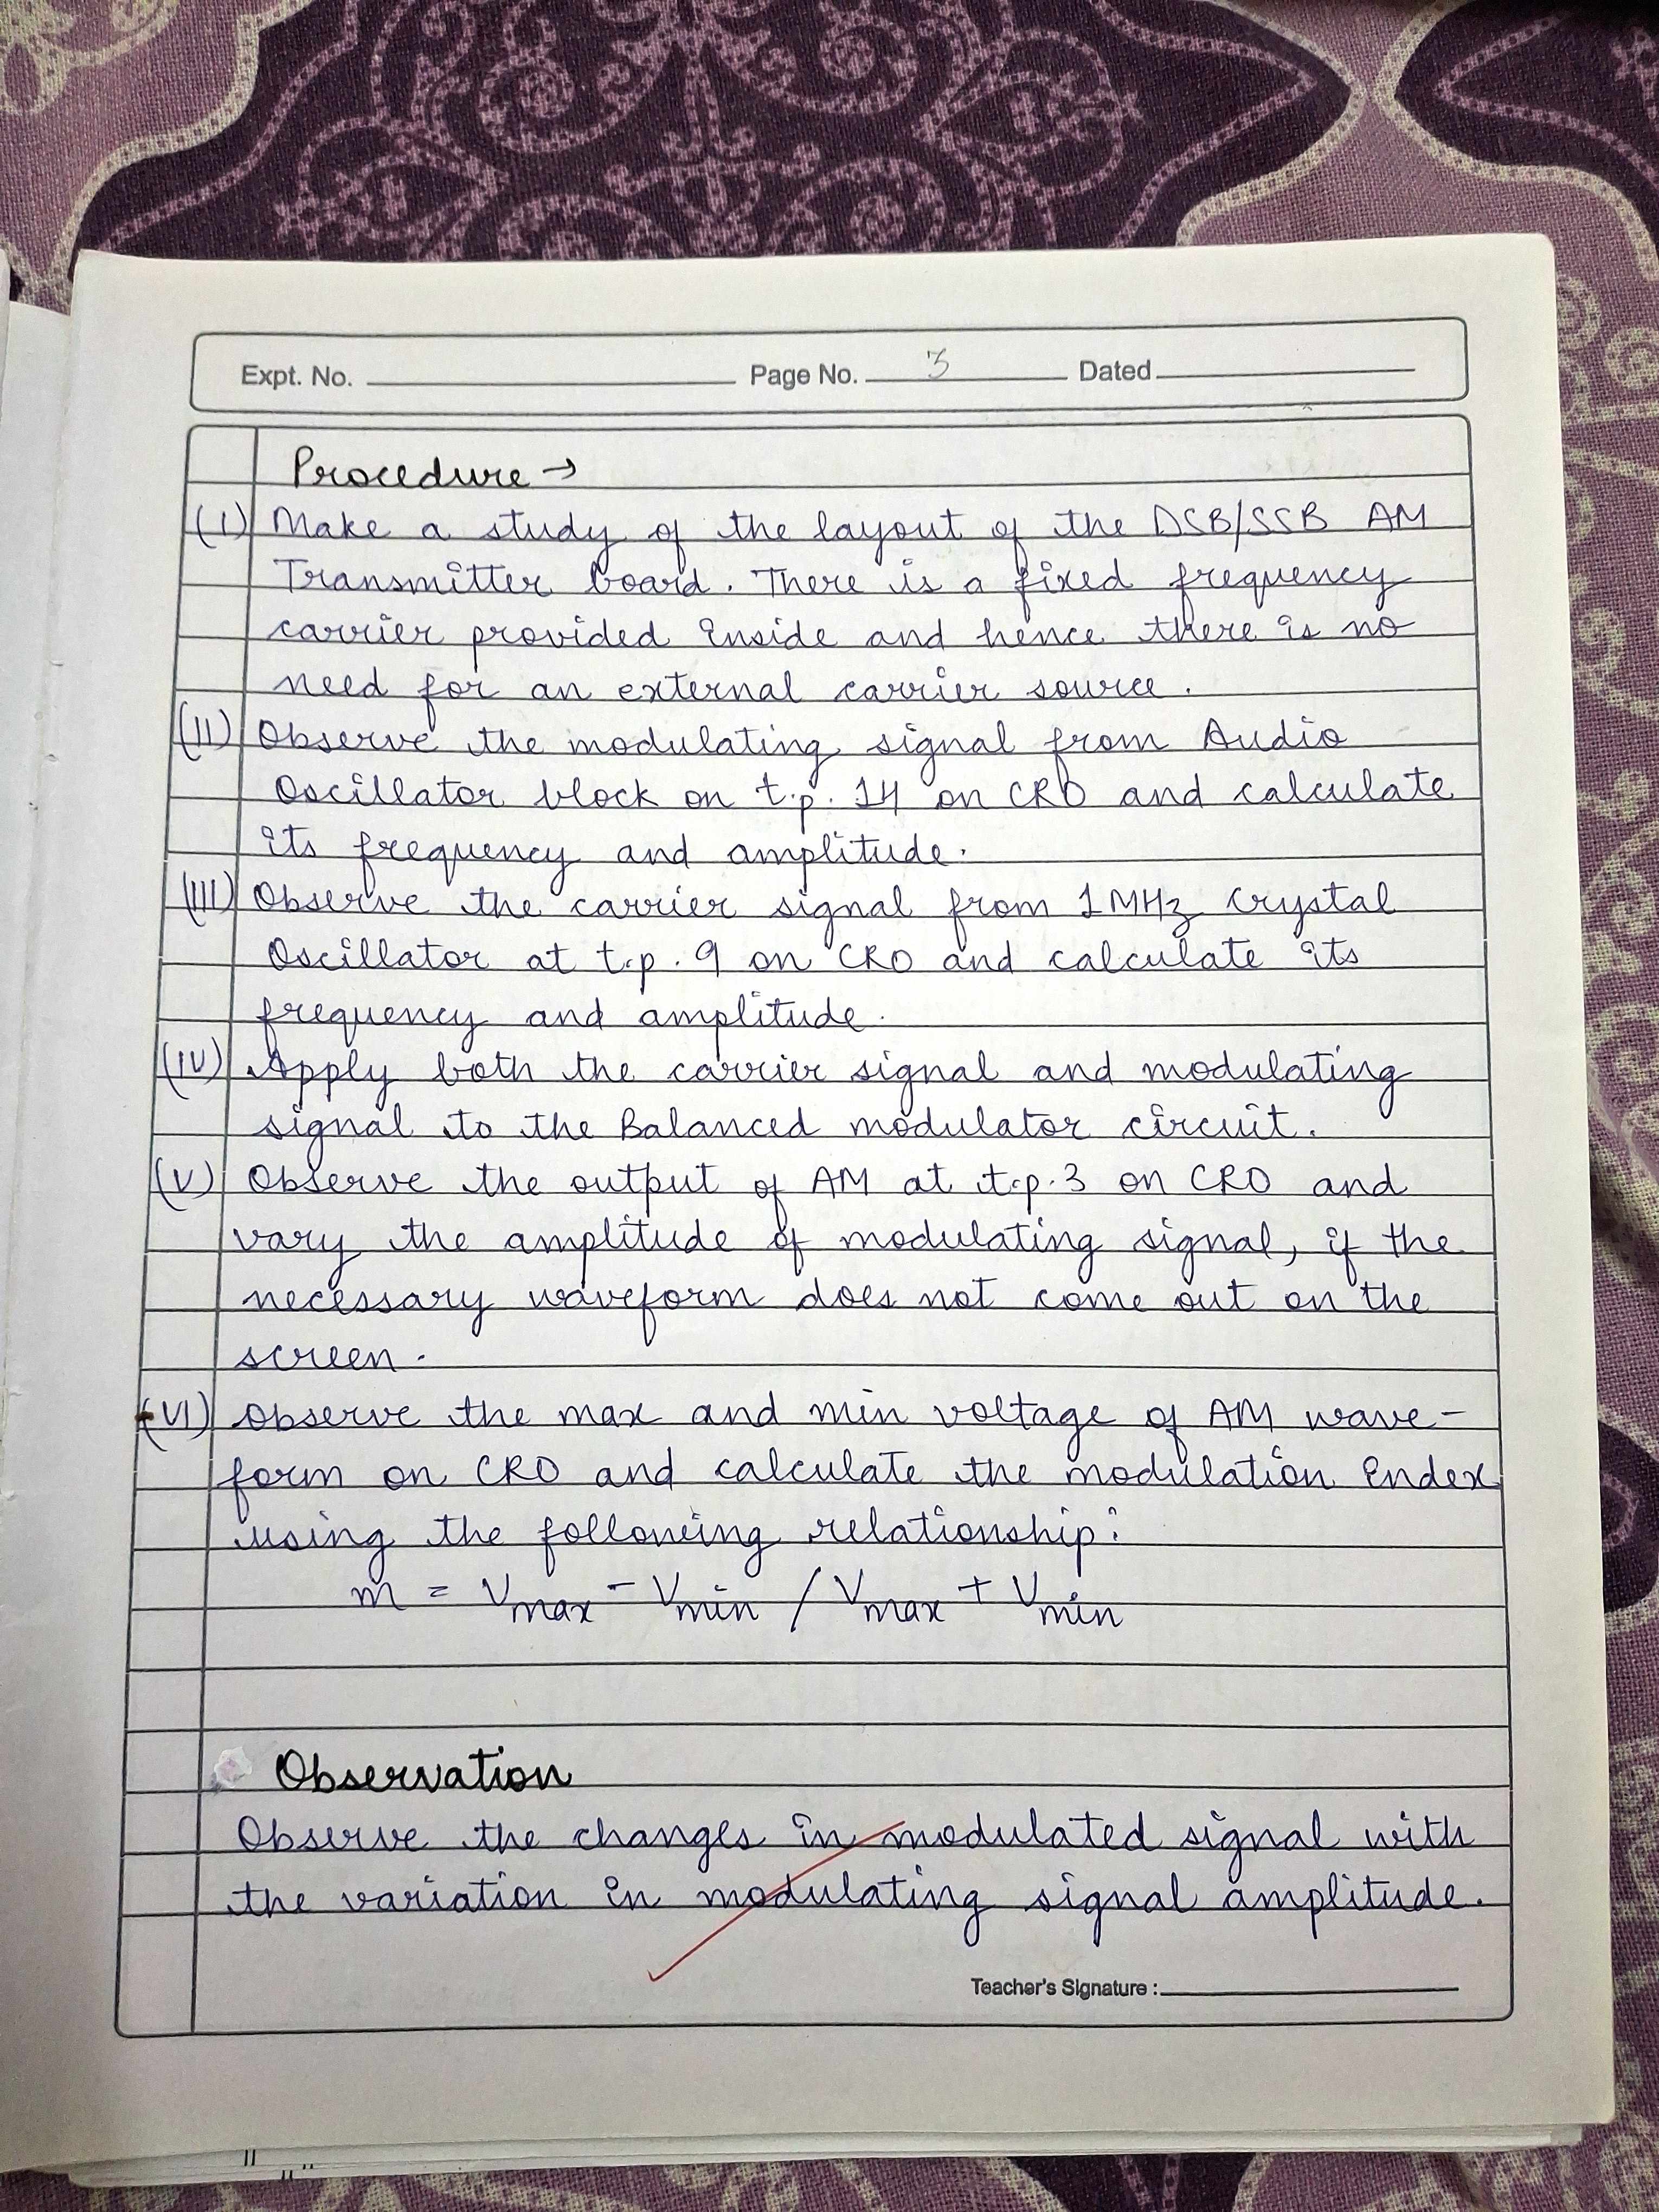 Expt. No. Page No. 3 Dated
Procedure →
(I) Make a study of the layout of the DSB/SSB AM
Transmitter board. There is a fixed frequency
carrier provided inside and hence there is no
need for an external carrier source.
(II) Observe the modulating signal from Audio
Oscillator block on t.p. 14 on CRO and calculate
its frequency and amplitude.
(III) Observe the carrier signal from 1MHz crystal
Oscillator at t.p. 9 on CRO and calculate its
frequency and amplitude.
(IV) Apply both the carrier signal and modulating
signal to the Balanced modulator circuit.
(V) Observe the output of AM at t.p. 3 on CRO and
vary the amplitude of modulating signal, if the
necessary waveform does not come out on the
screen.
(VI) Observe the max and min voltage of AM wave-
form on CRO and calculate the modulation index
using the following relationship:
m = Vmax - Vmin / Vmax + Vmin
Observation
Observe the changes in modulated signal with
the variation in modulating signal amplitude.
Teacher's Signature :